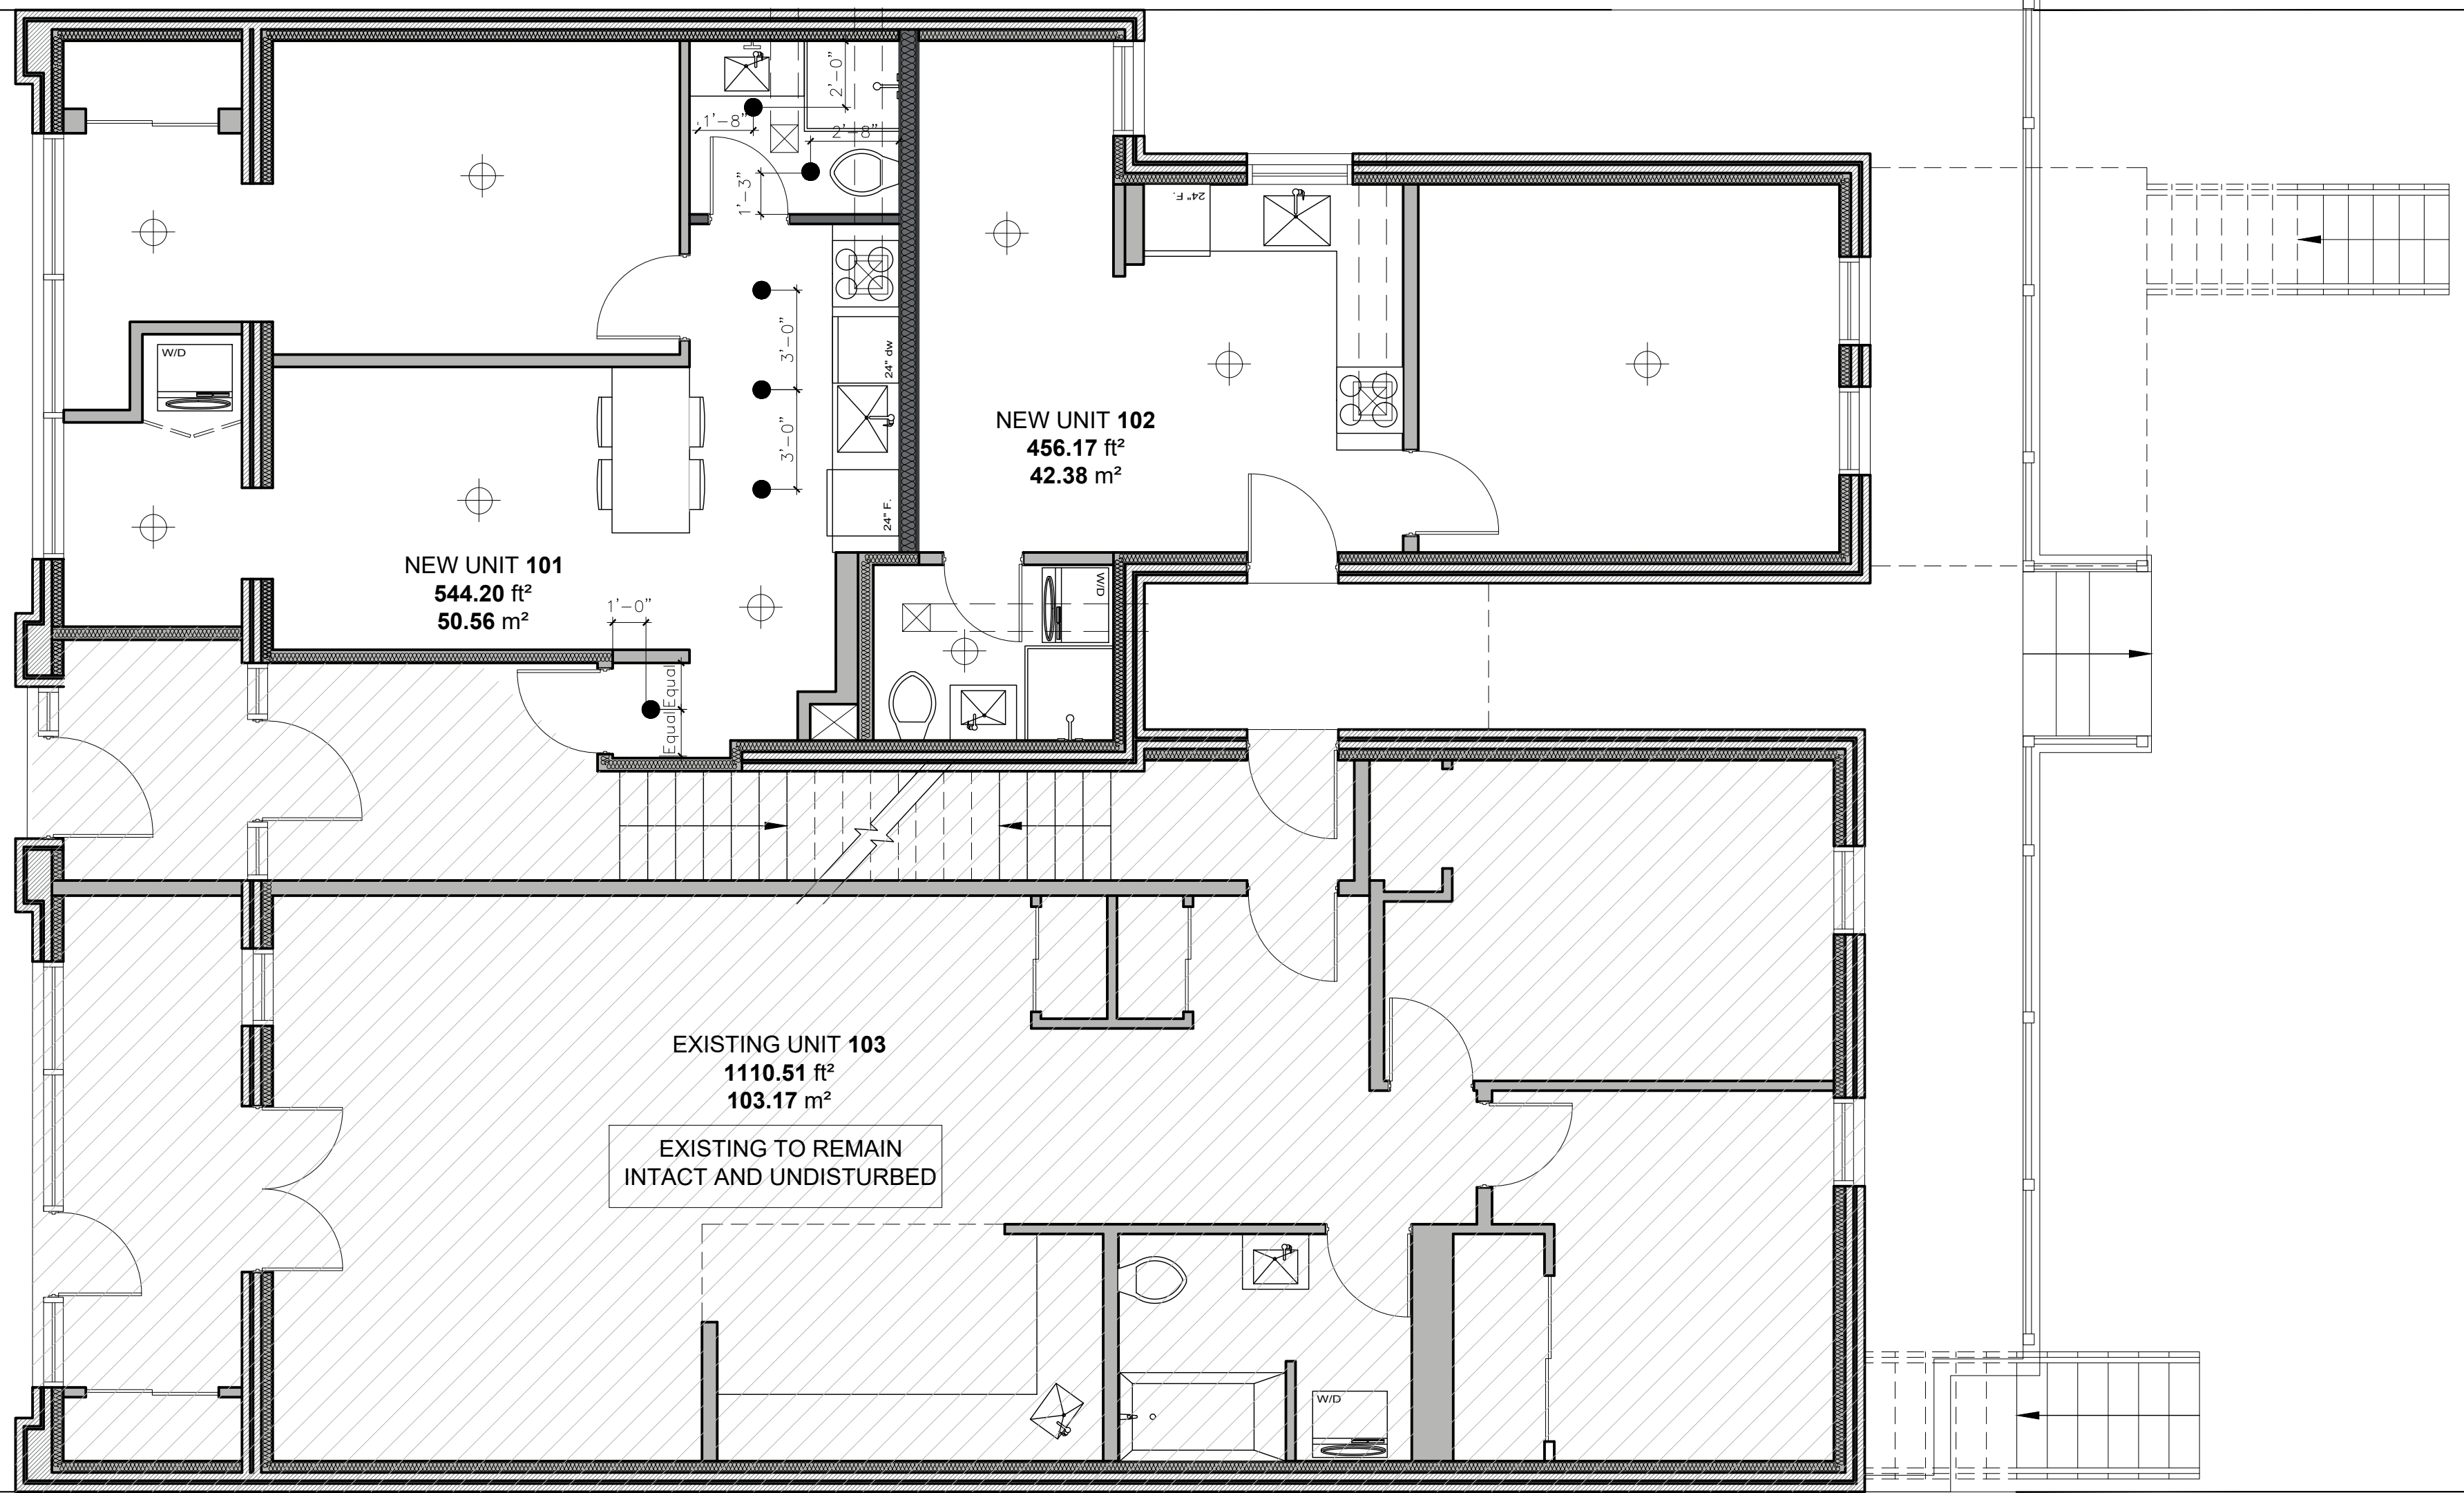 2'-0"
1'-8"
2'-8"
1'-3"
24" F.
3'-0"
W/D
24" dw
3'-0"
24" F.
NEW UNIT 102
456.17 ft²
42.38 m²
NEW UNIT 101
544.20 ft²
50.56 m²
1'-0"
W/D
Equal
Equal
EXISTING UNIT 103
1110.51 ft²
103.17 m²
EXISTING TO REMAIN
INTACT AND UNDISTURBED
W/D